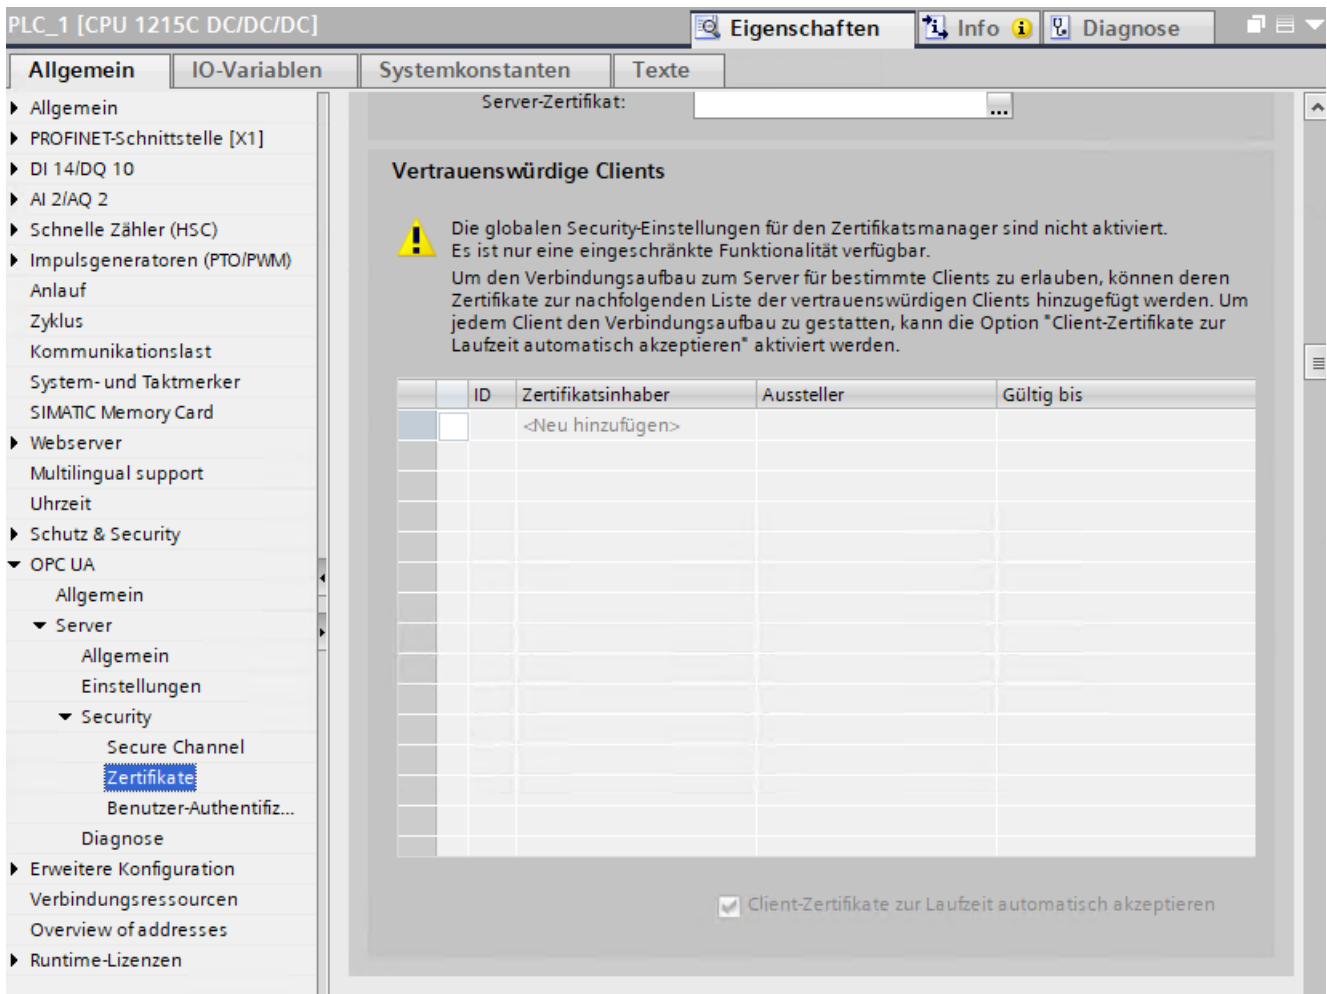 PLC_1 [CPU 1215C DC/DC/DC]
Eigenschaften
Info
Diagnose
Allgemein
IO-Variablen
Systemkonstanten
Texte
Allgemein
PROFINET-Schnittstelle [X1]
DI 14/DQ 10
AI 2/AQ 2
Schnelle Zähler (HSC)
Impulsgeneratoren (PTO/PWM)
Anlauf
Zyklus
Kommunikationslast
System- und Taktmerker
SIMATIC Memory Card
Webserver
Multilingual support
Uhrzeit
Schutz & Security
OPC UA
Allgemein
Server
Allgemein
Einstellungen
Security
Secure Channel
Zertifikate
Benutzer-Authentifiz...
Diagnose
Erweitere Konfiguration
Verbindungsressourcen
Overview of addresses
Runtime-Lizenzen
Server-Zertifikat:
...
Vertrauenswürdige Clients
Die globalen Security-Einstellungen für den Zertifikatsmanager sind nicht aktiviert.
Es ist nur eine eingeschränkte Funktionalität verfügbar.
Um den Verbindungsaufbau zum Server für bestimmte Clients zu erlauben, können deren
Zertifikate zur nachfolgenden Liste der vertrauenswürdigen Clients hinzugefügt werden. Um
jedem Client den Verbindungsaufbau zu gestatten, kann die Option "Client-Zertifikate zur
Laufzeit automatisch akzeptieren" aktiviert werden.
ID
Zertifikatsinhaber
Aussteller
Gültig bis
<Neu hinzufügen>
Client-Zertifikate zur Laufzeit automatisch akzeptieren